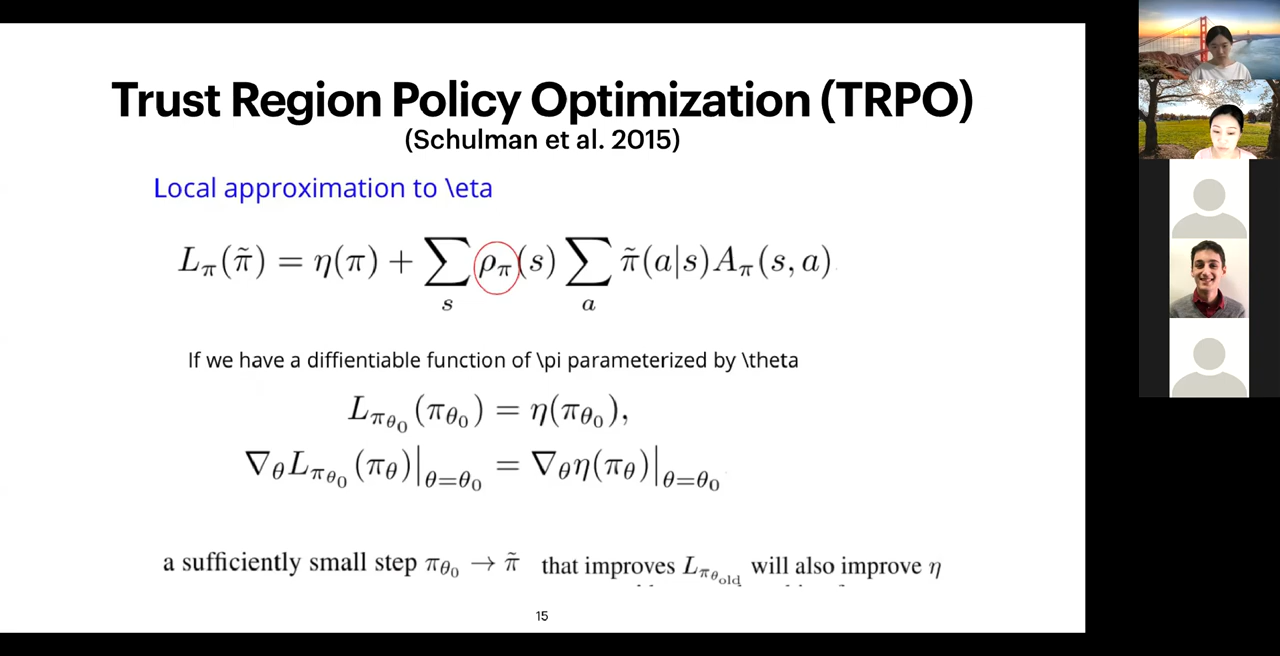 Trust Region Policy Optimization (TRPO)
(Schulman et al. 2015)
Local approximation to \eta
L_π(π̃) = η(π) + ∑_s ρ_π(s) ∑_a π̃(a|s) A_π(s, a)
If we have a diffientiable function of \pi parameterized by \theta
L_{π_{θ_0}}(π_{θ_0}) = η(π_{θ_0}),
∇_θ L_{π_{θ_0}}(π_θ)|_{θ=θ_0} = ∇_θ η(π_θ)|_{θ=θ_0}
a sufficiently small step π_{θ_0} → π̃ that improves L_{π_{θ_old}} will also improve η
15